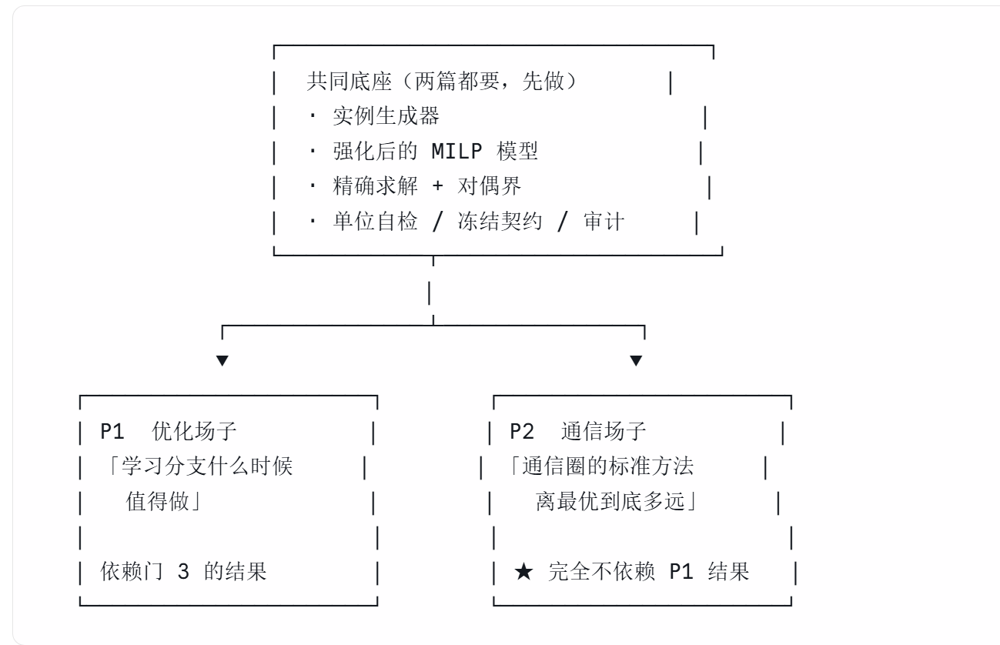 共同底座（两篇都要，先做）
· 实例生成器
· 强化后的 MILP 模型
· 精确求解 + 对偶界
· 单位自检 / 冻结契约 / 审计
P1 优化场子
「学习分支什么时候
值得做」
依赖门 3 的结果
P2 通信场子
「通信圈的标准方法
离最优到底多远」
★ 完全不依赖 P1 结果